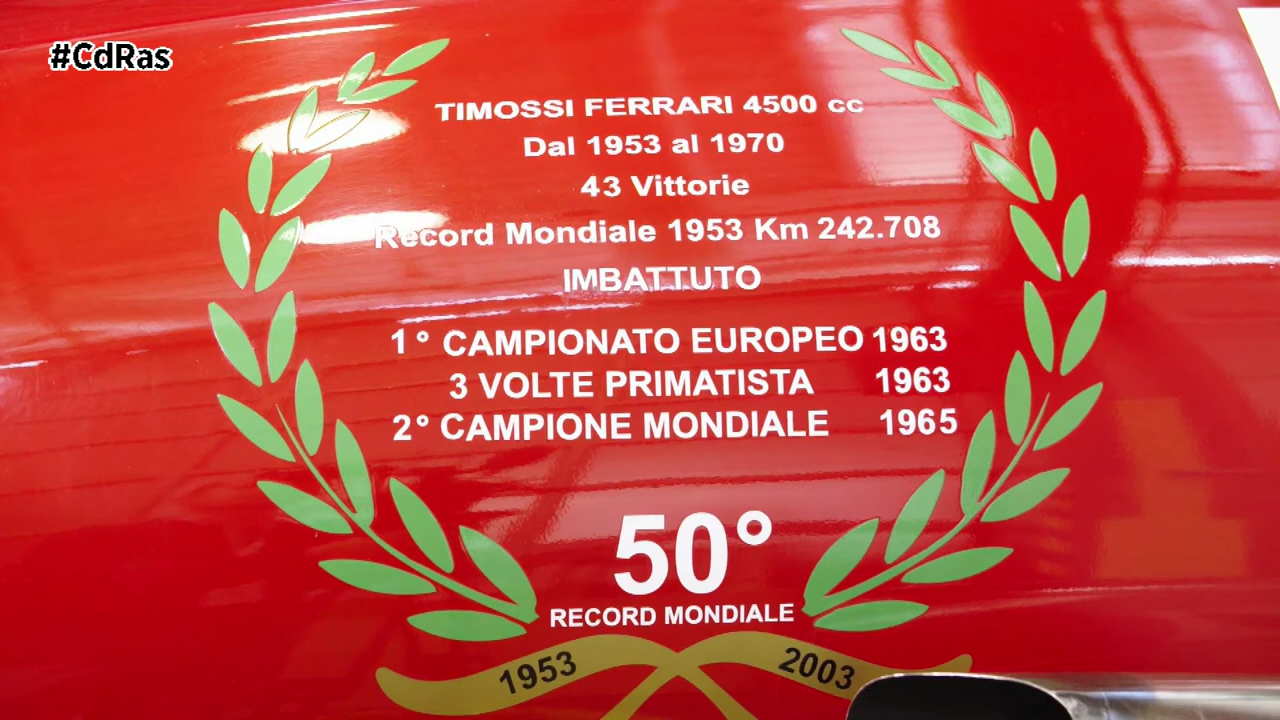 #CdRas
TIMOSSI FERRARI 4500 cc
Dal 1953 al 1970
43 Vittorie
Record Mondiale 1953 Km 242.708
IMBATTUTO
1° CAMPIONATO EUROPEO 1963
3 VOLTE PRIMATISTA 1963
2° CAMPIONE MONDIALE 1965
50°
RECORD MONDIALE
1953 2003